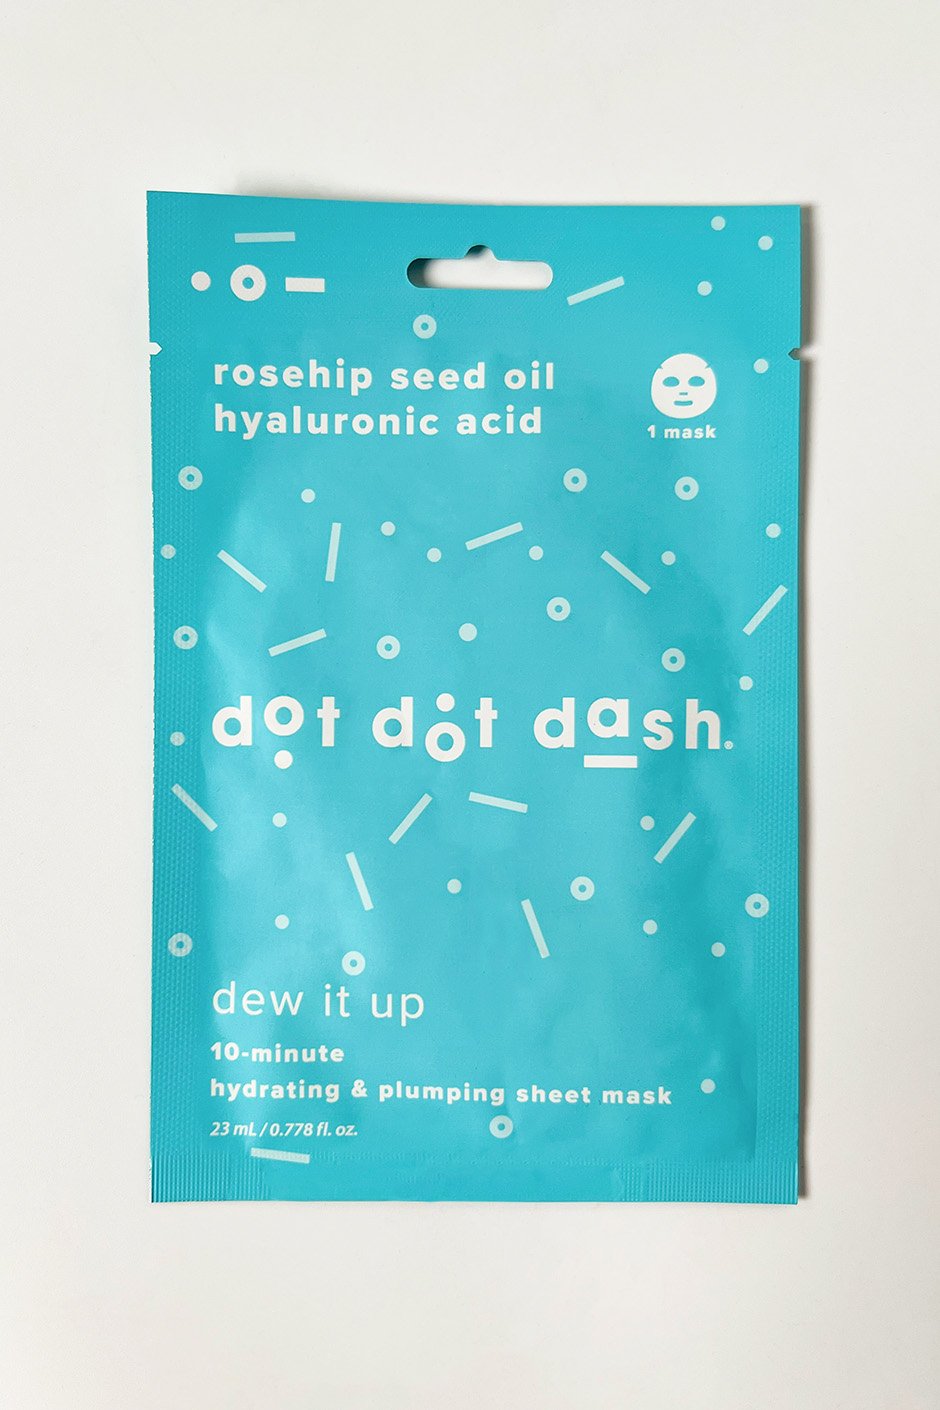 rosehip seed oil
hyaluronic acid
1 mask
dot dot dash®
dew it up
10-minute
hydrating & plumping sheet mask
23 mL / 0.778 fl. oz.